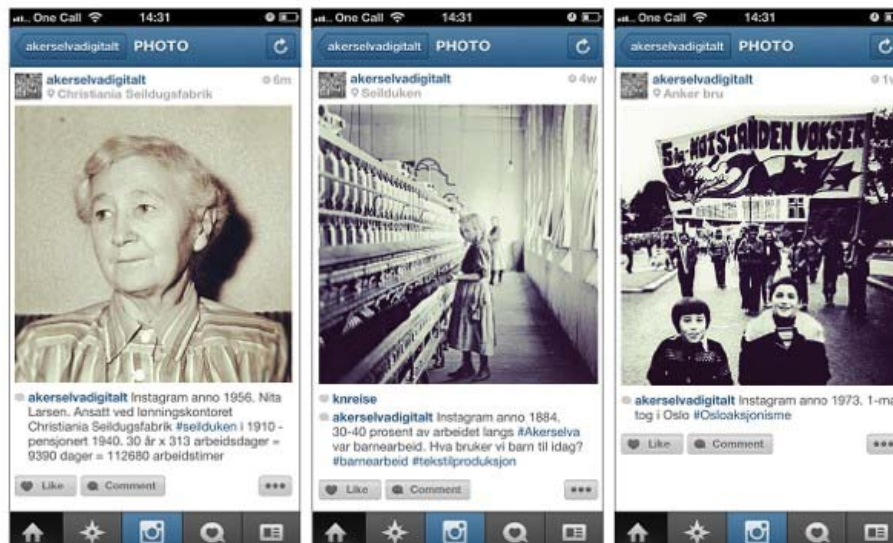 One Call 14:31
akerselvadigitalt PHOTO
akerselvadigitalt 6m
Christiania Seildugsfabrik
akerselvadigitalt Instagram anno 1956. Nita
Larsen. Ansatt ved lønningskontoret
Christiania Seildugsfabrik #seilduken i 1910 -
pensjonert 1940. 30 år x 313 arbeidsdager =
9390 dager = 112680 arbeidstimer
Like Comment
One Call 14:31
akerselvadigitalt PHOTO
akerselvadigitalt 4w
Seilduken
knreise
akerselvadigitalt Instagram anno 1884.
30-40 prosent av arbeidet langs #Akerselva
var barnearbeid. Hva bruker vi barn til idag?
#barnearbeid #tekstilproduksjon
Like Comment
One Call 14:31
akerselvadigitalt PHOTO
akerselvadigitalt
Anker bru
MOTSTANDEN VOKSER
akerselvadigitalt Instagram anno 1973. 1-ma
tog i Oslo #Osloaksjonisme
Like Comment